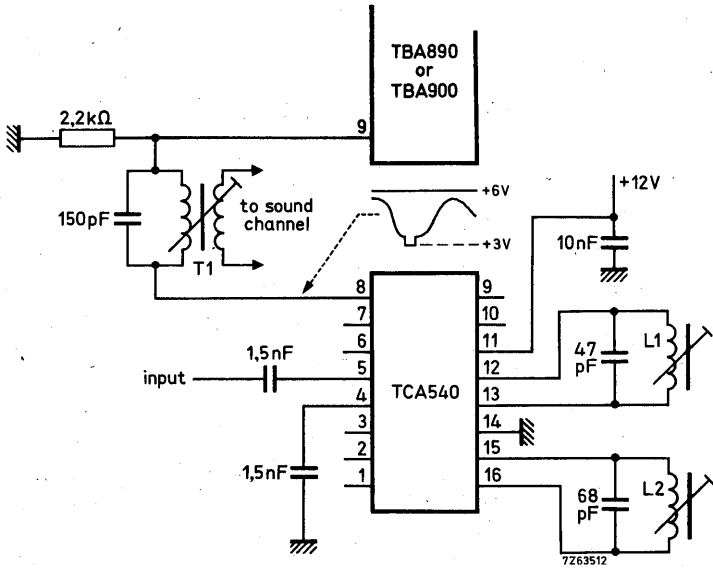 TBA890
or
TBA900
2,2kΩ
9
150pF
T1
to sound
channel
+6V
+3V
+12V
10nF
8
7
6
5
4
3
2
1
TCA540
9
10
11
12
13
14
15
16
1,5nF
input
1,5nF
47
pF
L1
68
pF
L2
7Z63512